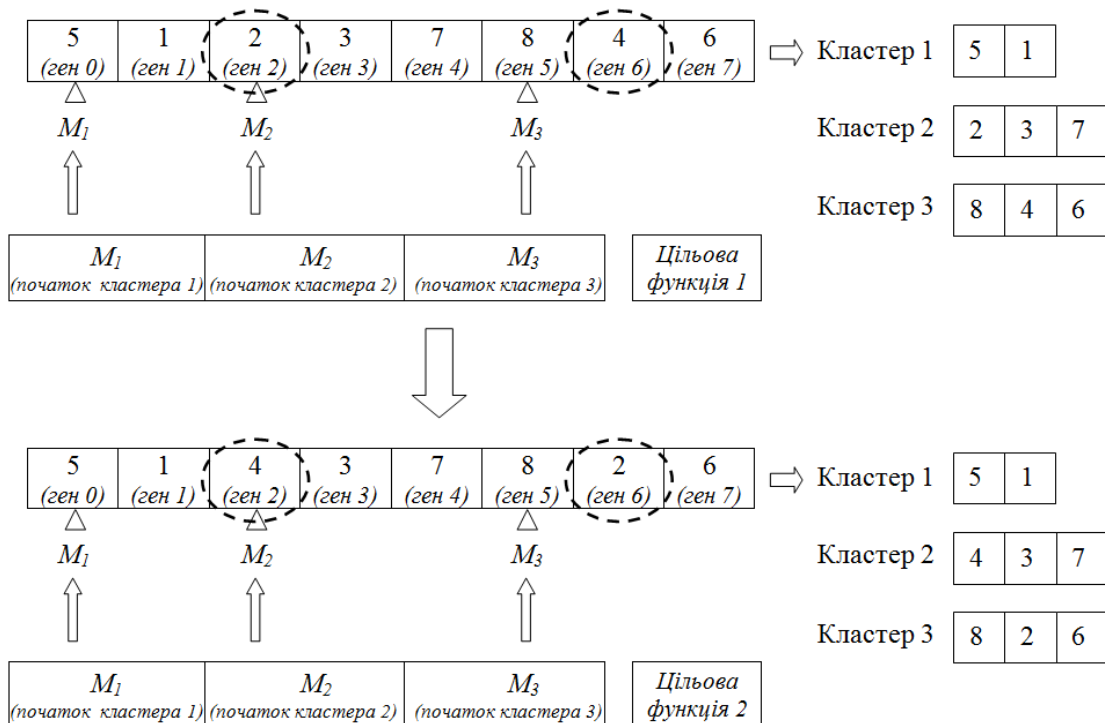 5 1 2 3 7 8 4 6
(ген 0) (ген 1) (ген 2) (ген 3) (ген 4) (ген 5) (ген 6) (ген 7)
M1 M2 M3
Кластер 1 5 1
Кластер 2 2 3 7
Кластер 3 8 4 6
M1 M2 M3
(початок кластера 1) (початок кластера 2) (початок кластера 3)
Цільова
функція 1
5 1 4 3 7 8 2 6
(ген 0) (ген 1) (ген 2) (ген 3) (ген 4) (ген 5) (ген 6) (ген 7)
M1 M2 M3
Кластер 1 5 1
Кластер 2 4 3 7
Кластер 3 8 2 6
M1 M2 M3
(початок кластера 1) (початок кластера 2) (початок кластера 3)
Цільова
функція 2